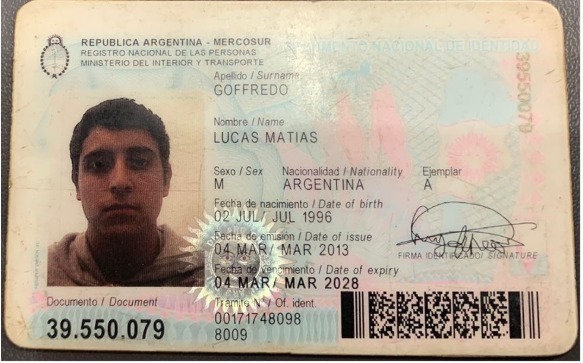 REPUBLICA ARGENTINA - MERCOSUR
REGISTRO NACIONAL DE LAS PERSONAS
MINISTERIO DEL INTERIOR Y TRANSPORTE
DOCUMENTO NACIONAL DE IDENTIDAD
39550079
Apellido / Surname
GOFFREDO
Nombre / Name
LUCAS MATIAS
Sexo / Sex Nacionalidad / Nationality Ejemplar
M ARGENTINA A
Fecha de nacimiento / Date of birth
02 JUL/ JUL 1996
Fecha de emisión / Date of issue
04 MAR/ MAR 2013
FIRMA IDENTIFICADO/ SIGNATURE
Fecha de vencimiento / Date of expiry
04 MAR/ MAR 2028
Documento / Document
39.550.079
Trámite Nº / Of. ident.
00171748098
8009